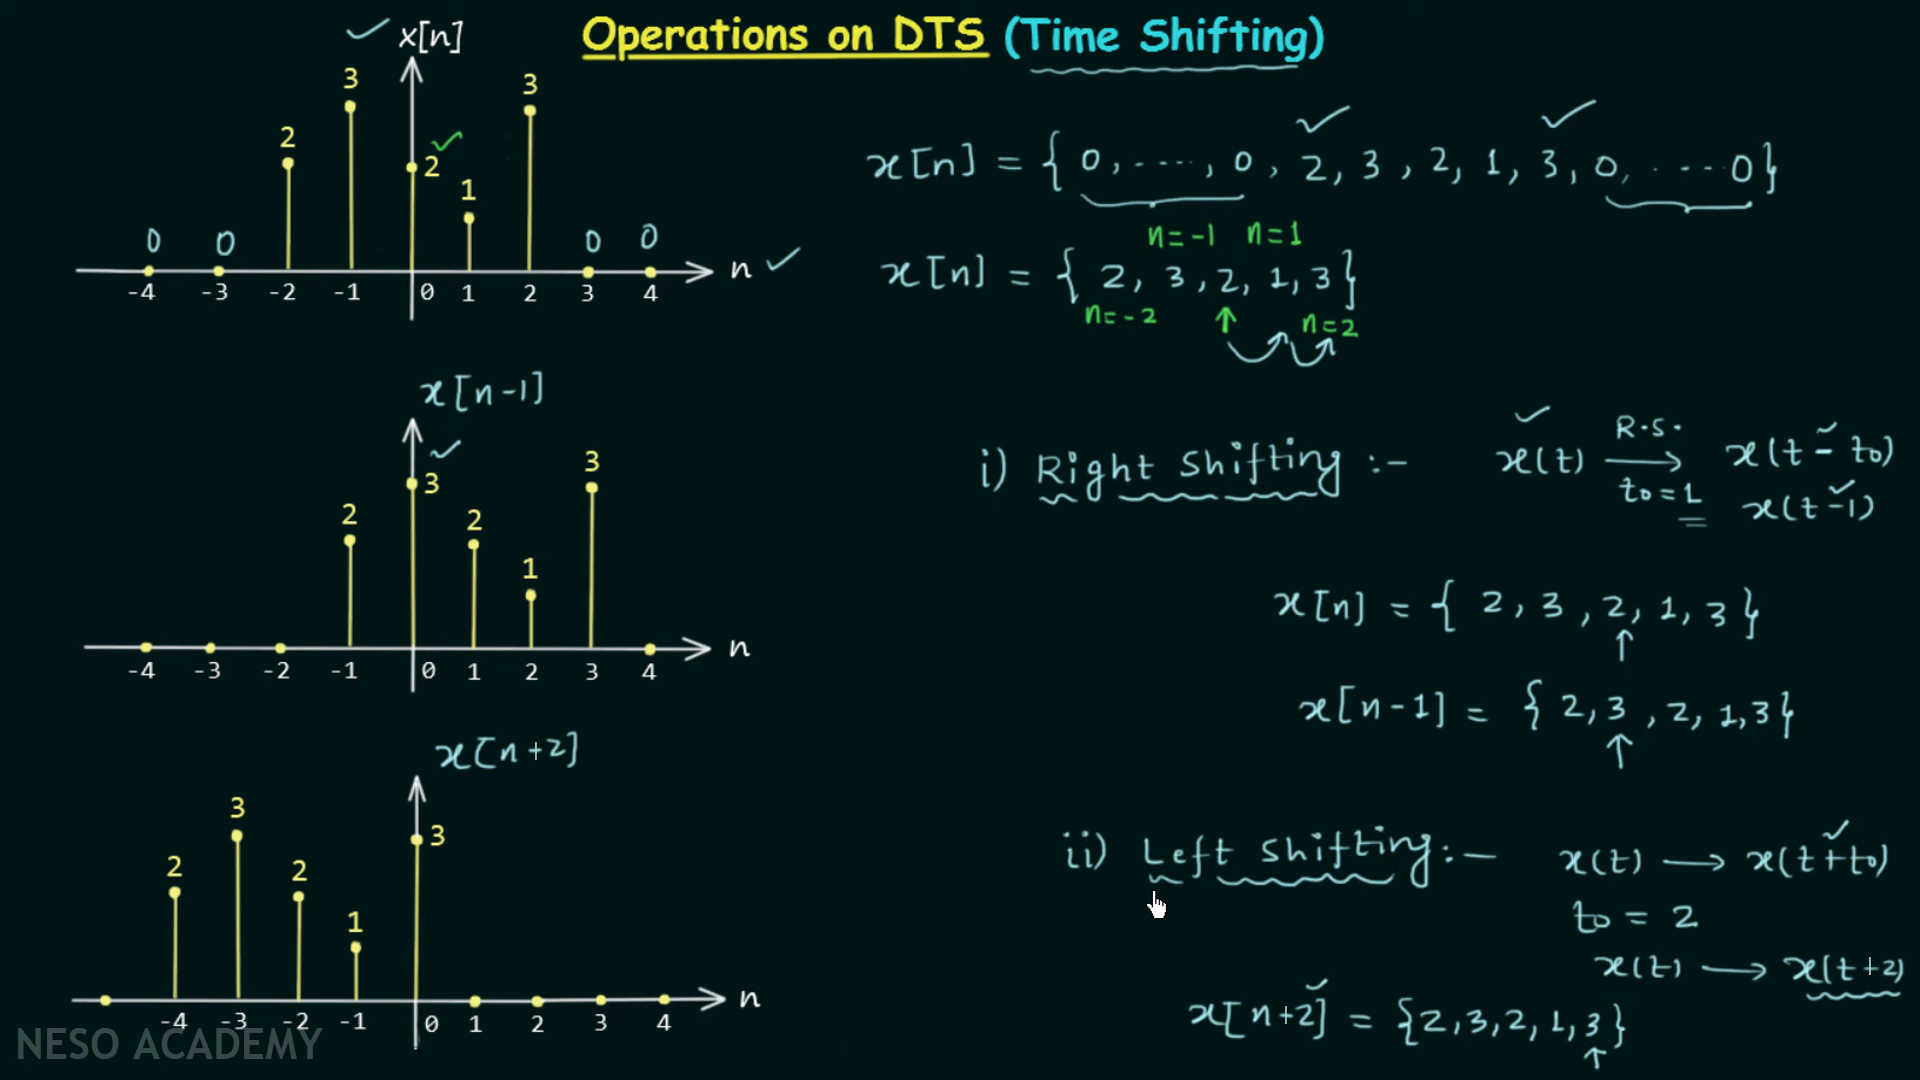 Operations on DTS (Time Shifting)
x[n]
2 3 2 1 3
0 0 0 0
n
-4 -3 -2 -1 0 1 2 3 4
x[n] = { 0, ...., 0, 2, 3, 2, 1, 3, 0, ....0}
n=-1 n=1
x[n] = { 2, 3, 2, 1, 3}
n=-2 ↑ n=2
x[n-1]
2 3 2 1 3
n
-4 -3 -2 -1 0 1 2 3 4
i) Right Shifting :- x(t) → x(t - t0)
R.S.
t0=1 x(t-1)
x[n] = { 2, 3, 2, 1, 3}
↑
x[n-1] = { 2, 3, 2, 1, 3}
↑
x[n+2]
2 3 2 1 3
n
-4 -3 -2 -1 0 1 2 3 4
ii) Left Shifting :- x(t) → x(t+t0)
t0 = 2
x(t) → x(t+2)
x[n+2] = {2,3,2,1,3}
↑
NESO ACADEMY